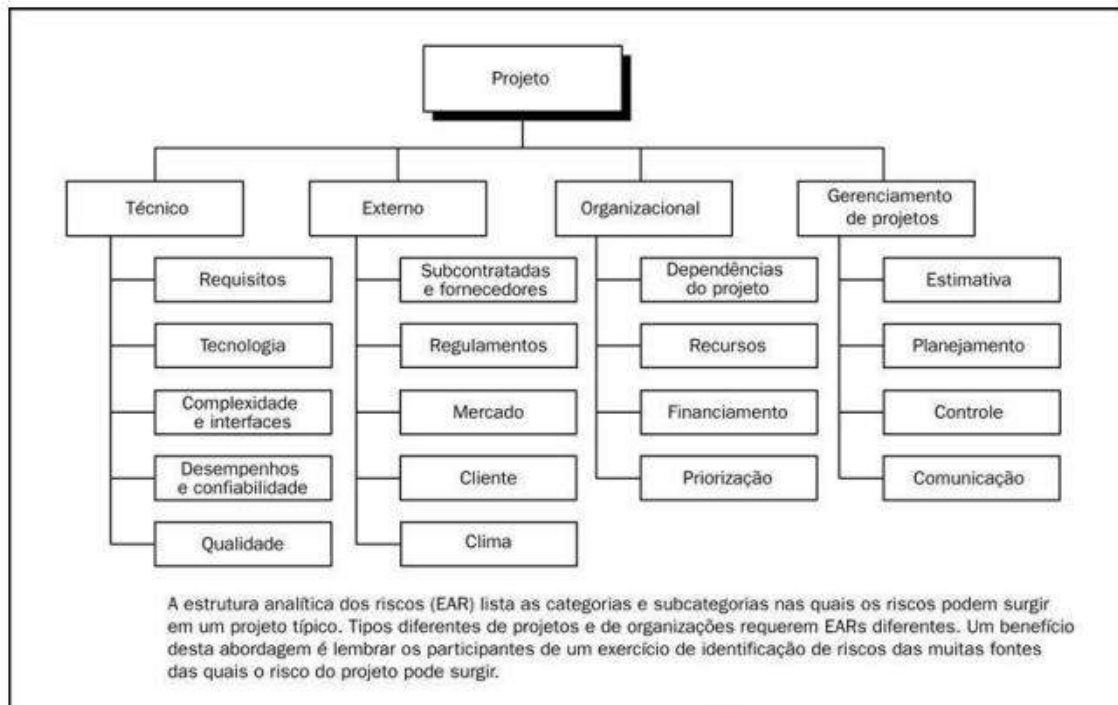 Projeto
Técnico
Externo
Organizacional
Gerenciamento
de projetos
Requisitos
Subcontratadas
e fornecedores
Dependências
do projeto
Estimativa
Tecnologia
Regulamentos
Recursos
Planejamento
Complexidade
e interfaces
Mercado
Financiamento
Controle
Desempenhos
e confiabilidade
Cliente
Priorização
Comunicação
Qualidade
Clima
A estrutura analítica dos riscos (EAR) lista as categorias e subcategorias nas quais os riscos podem surgir
em um projeto típico. Tipos diferentes de projetos e de organizações requerem EARs diferentes. Um benefício
desta abordagem é lembrar os participantes de um exercício de identificação de riscos das muitas fontes
das quais o risco do projeto pode surgir.